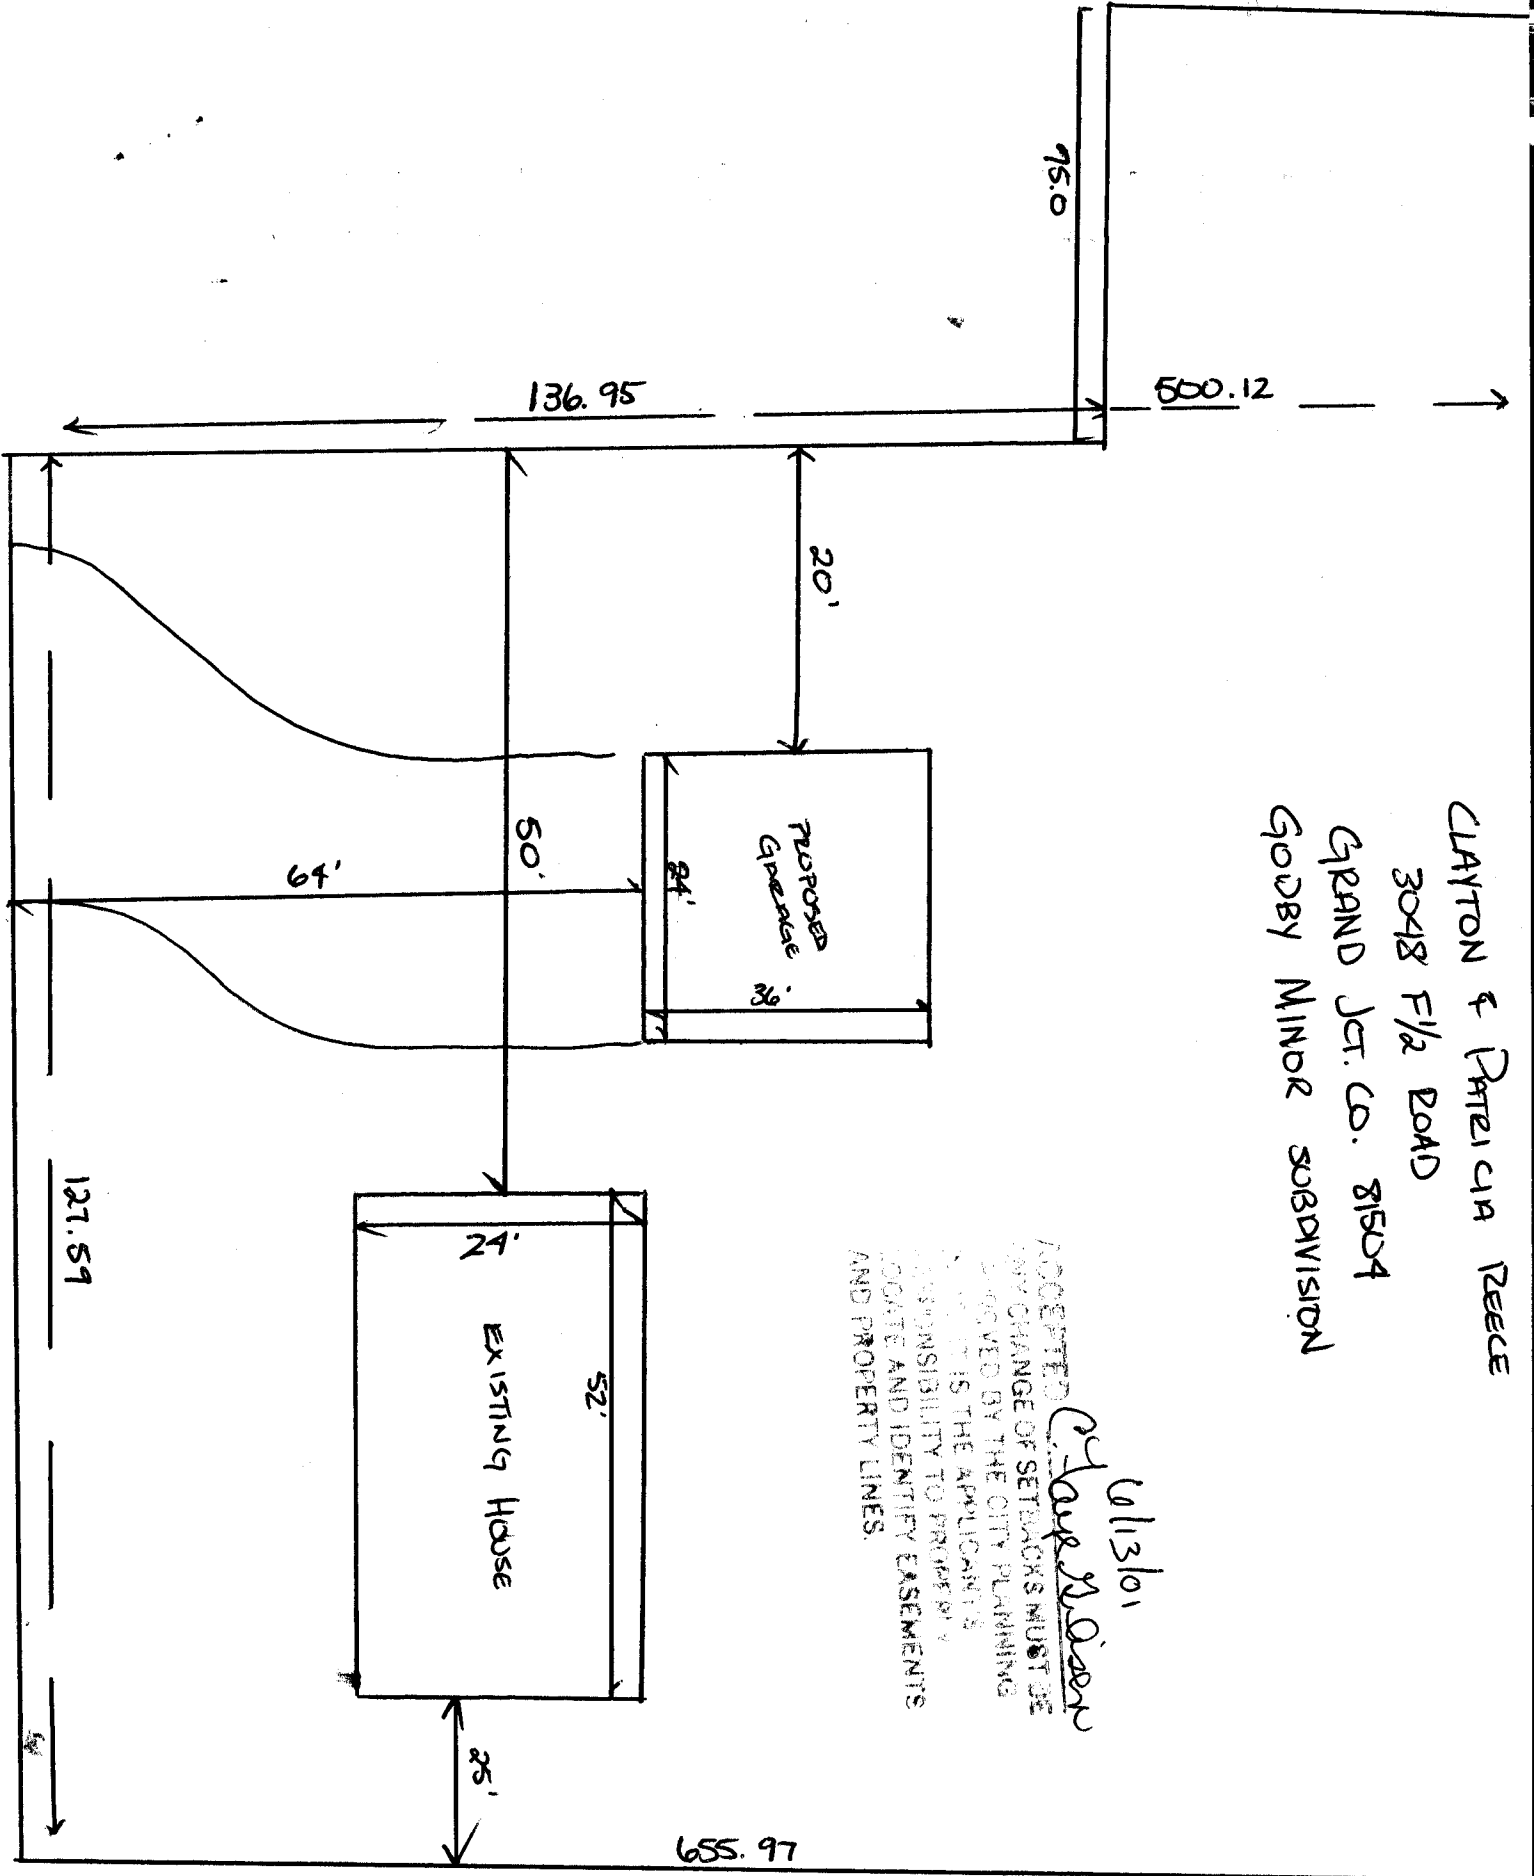 CLAYTON & PATRICIA REECE
3048 F 1/2 ROAD
GRAND JCT. CO. 81504
GOWBY MINOR SUBDIVISION
6/13/01
ACCEPTED
ANY CHANGE OF SETBACKS MUST BE
APPROVED BY THE CITY PLANNING
IT IS THE APPLICANT'S
RESPONSIBILITY TO PROPERLY
LOCATE AND IDENTIFY EASEMENTS
AND PROPERTY LINES.
75.0
500.12
136.95
20'
PROPOSED
GARAGE
24'
36'
50'
64'
24'
52'
EXISTING HOUSE
25'
127.59
655.97